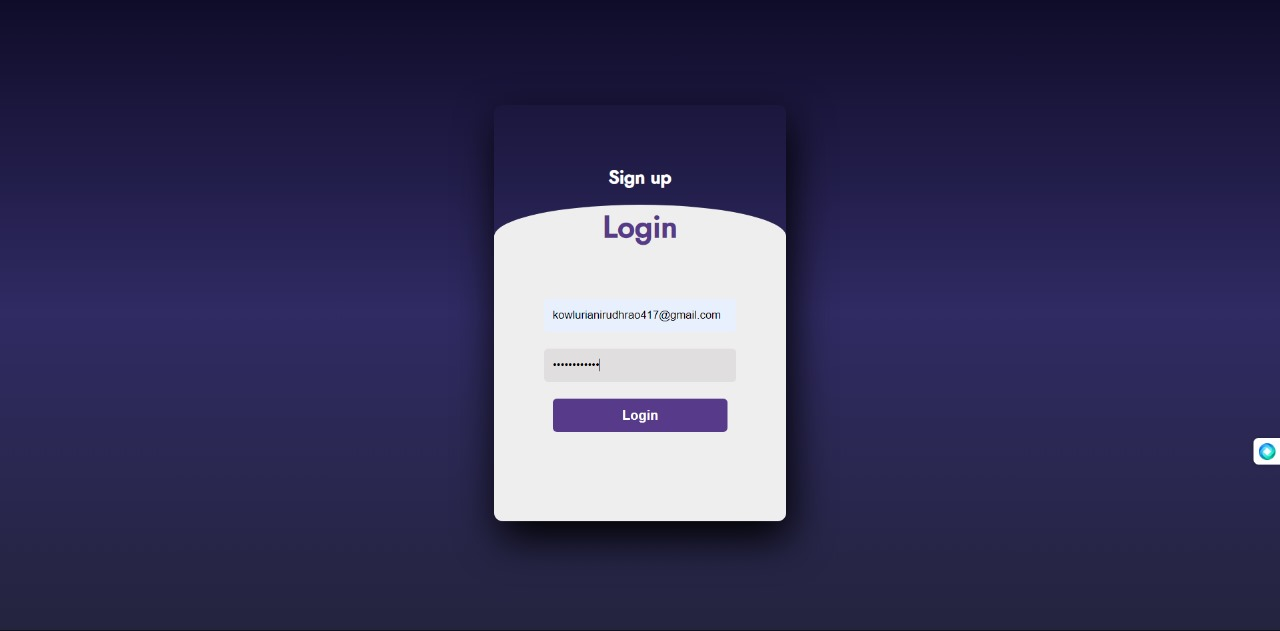 Sign up
Login
kowlurianirudhrao417@gmail.com
••••••••••••
Login